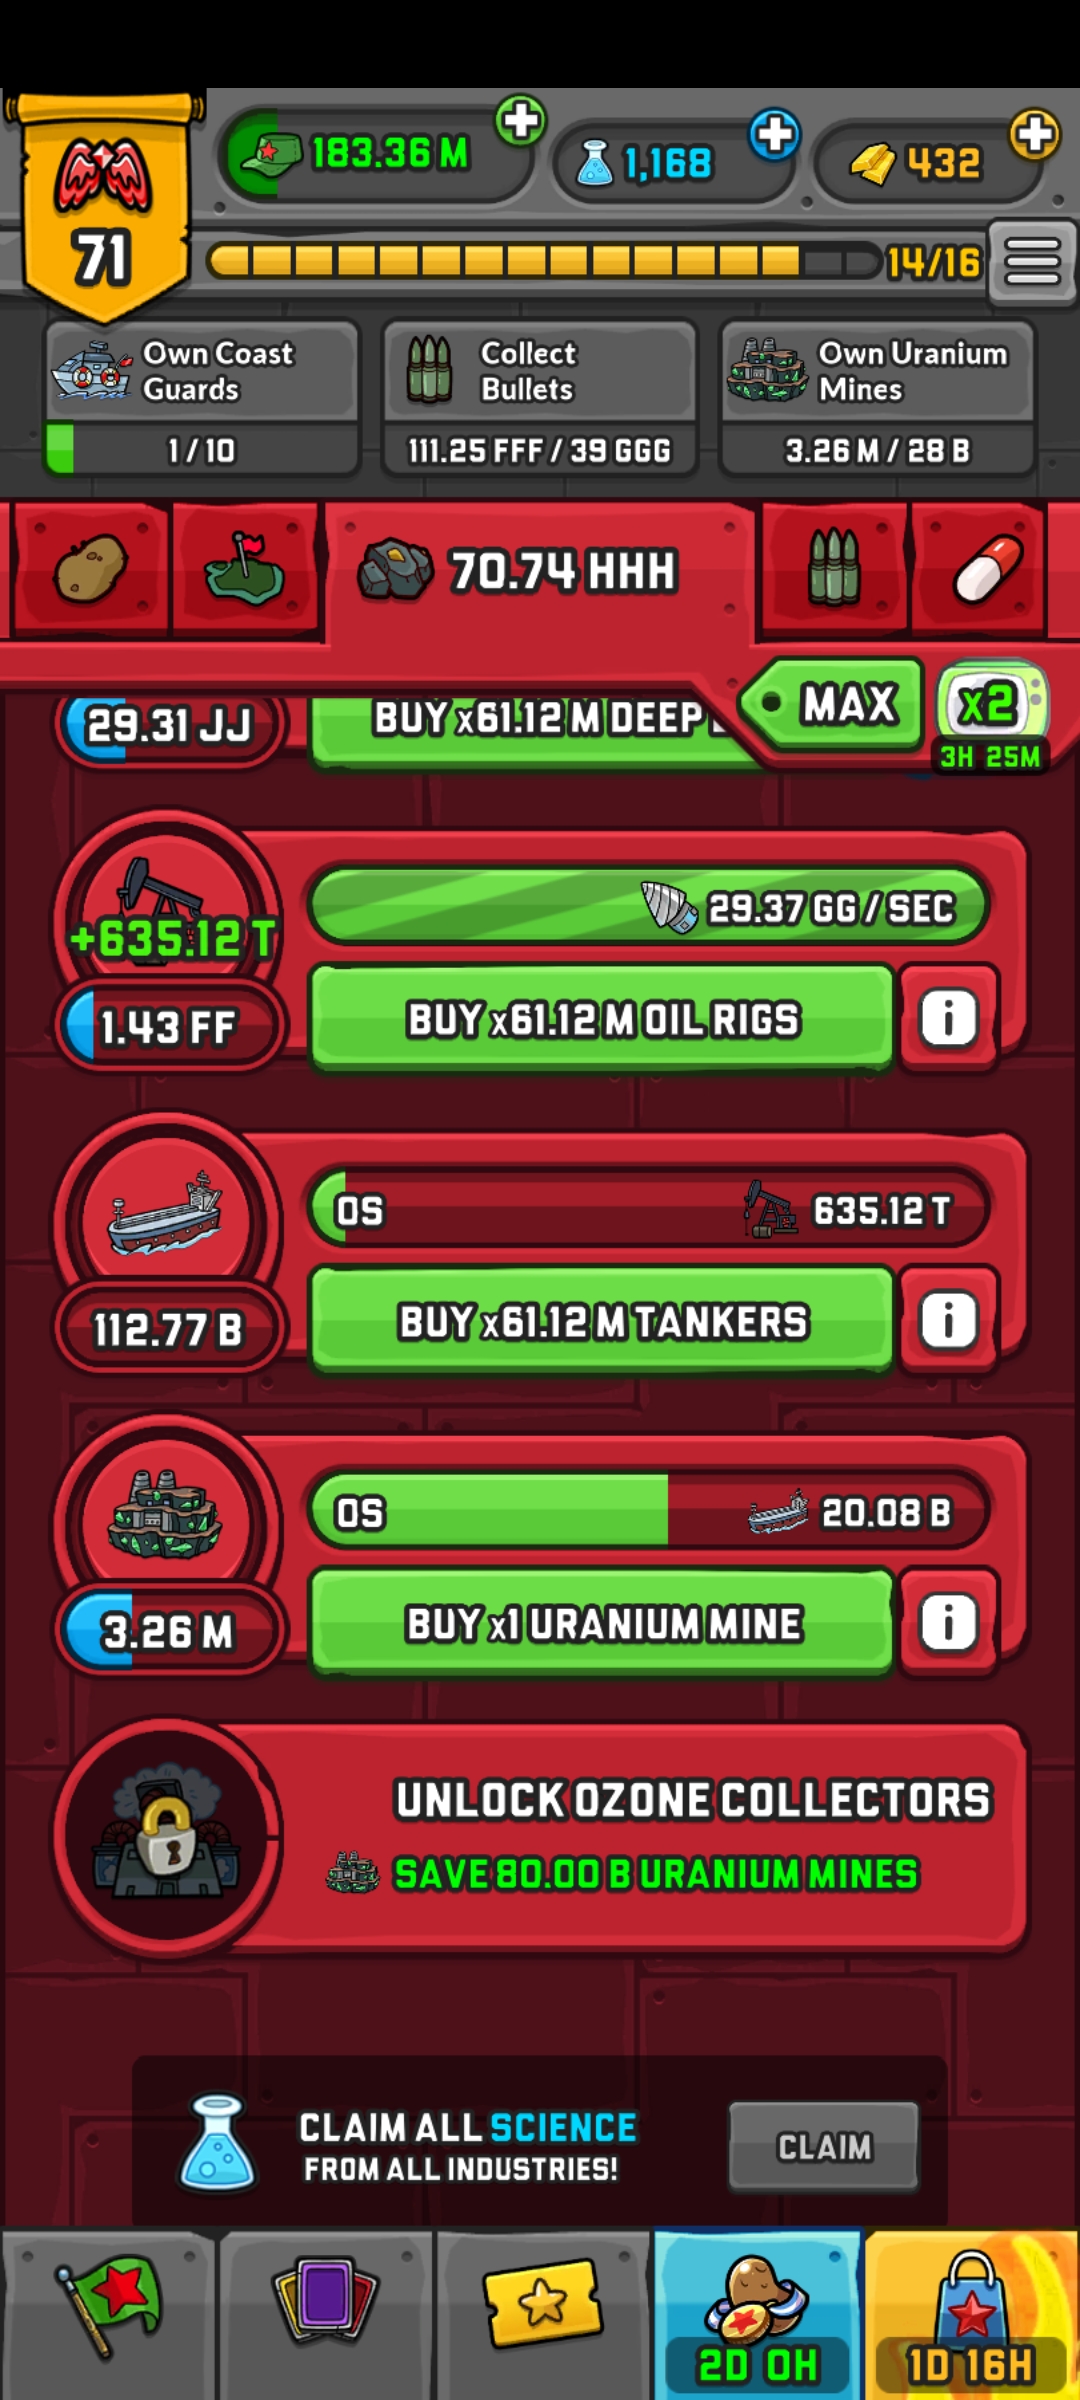 71
183.36 M
1,168
432
14/16
Own Coast
Guards
1 / 10
Collect
Bullets
111.25 FFF / 39 GGG
Own Uranium
Mines
3.26 M / 28 B
70.74 HHH
MAX
x2
3H 25M
29.31 JJ
BUY x61.12 M DEEP
+635.12 T
29.37 GG / SEC
1.43 FF
BUY x61.12 M OIL RIGS
i
0S
635.12 T
112.77 B
BUY x61.12 M TANKERS
i
0S
20.08 B
3.26 M
BUY x1 URANIUM MINE
i
UNLOCK OZONE COLLECTORS
SAVE 80.00 B URANIUM MINES
CLAIM ALL SCIENCE
FROM ALL INDUSTRIES!
CLAIM
2D 0H
1D 16H